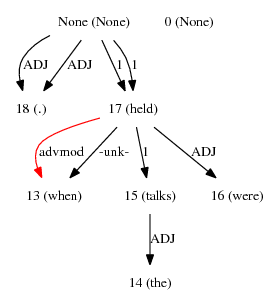 None (None) 0 (None)
ADJ ADJ 1 1
18 (.) 17 (held)
advmod -unk- 1 ADJ
13 (when) 15 (talks) 16 (were)
ADJ
14 (the)